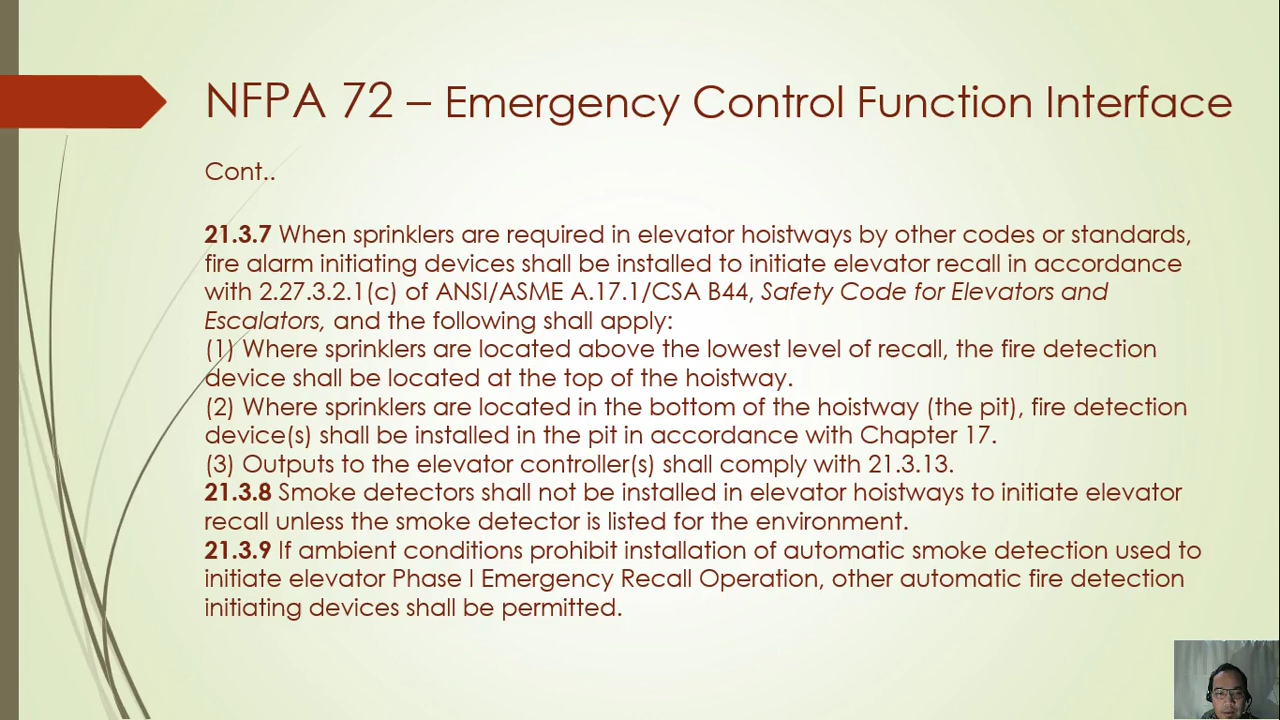 NFPA 72 – Emergency Control Function Interface
Cont..
21.3.7 When sprinklers are required in elevator hoistways by other codes or standards,
fire alarm initiating devices shall be installed to initiate elevator recall in accordance
with 2.27.3.2.1(c) of ANSI/ASME A.17.1/CSA B44, Safety Code for Elevators and
Escalators, and the following shall apply:
(1) Where sprinklers are located above the lowest level of recall, the fire detection
device shall be located at the top of the hoistway.
(2) Where sprinklers are located in the bottom of the hoistway (the pit), fire detection
device(s) shall be installed in the pit in accordance with Chapter 17.
(3) Outputs to the elevator controller(s) shall comply with 21.3.13.
21.3.8 Smoke detectors shall not be installed in elevator hoistways to initiate elevator
recall unless the smoke detector is listed for the environment.
21.3.9 If ambient conditions prohibit installation of automatic smoke detection used to
initiate elevator Phase I Emergency Recall Operation, other automatic fire detection
initiating devices shall be permitted.